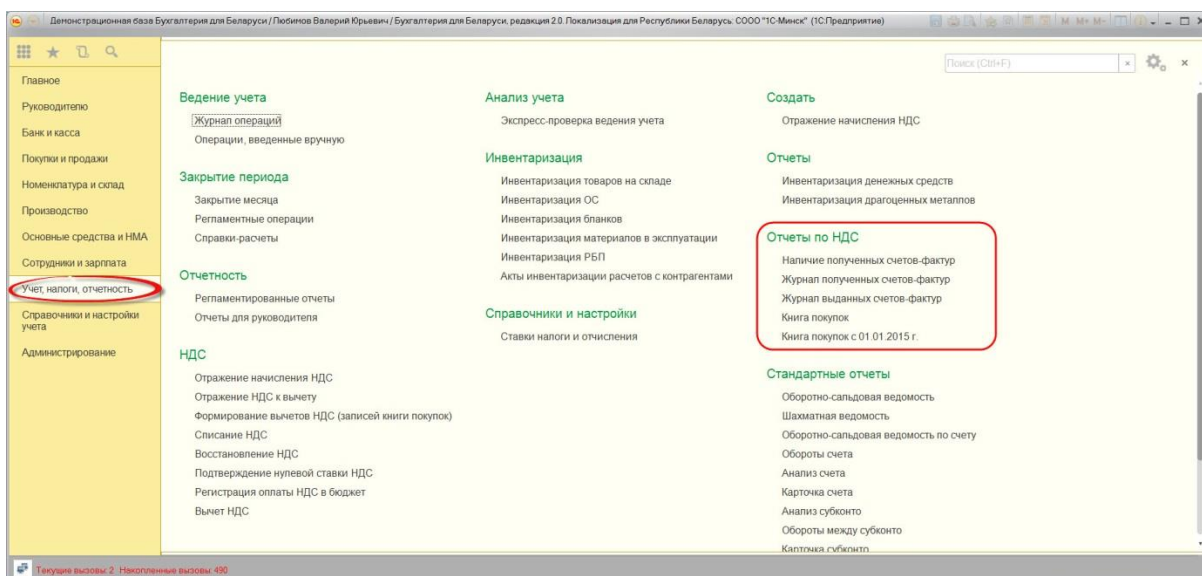 Демонстрационная база Бухгалтерия для Беларуси / Любимов Валерий Юрьевич / Бухгалтерия для Беларуси, редакция 2.0. Локализация для Республики Беларусь: СООО "1С-Минск" (1С:Предприятие)
M M+ M-
Поиск (Ctrl+F)
Главное
Руководителю
Банк и касса
Покупки и продажи
Номенклатура и склад
Производство
Основные средства и НМА
Сотрудники и зарплата
Учет, налоги, отчетность
Справочники и настройки
учета
Администрирование
Ведение учета
Журнал операций
Операции, введенные вручную
Закрытие периода
Закрытие месяца
Регламентные операции
Справки-расчеты
Отчетность
Регламентированные отчеты
Отчеты для руководителя
НДС
Отражение начисления НДС
Отражение НДС к вычету
Формирование вычетов НДС (записей книги покупок)
Списание НДС
Восстановление НДС
Подтверждение нулевой ставки НДС
Регистрация оплаты НДС в бюджет
Вычет НДС
Анализ учета
Экспресс-проверка ведения учета
Инвентаризация
Инвентаризация товаров на складе
Инвентаризация ОС
Инвентаризация бланков
Инвентаризация материалов в эксплуатации
Инвентаризация РБП
Акты инвентаризации расчетов с контрагентами
Справочники и настройки
Ставки налоги и отчисления
Создать
Отражение начисления НДС
Отчеты
Инвентаризация денежных средств
Инвентаризация драгоценных металлов
Отчеты по НДС
Наличие полученных счетов-фактур
Журнал полученных счетов-фактур
Журнал выданных счетов-фактур
Книга покупок
Книга покупок с 01.01.2015 г.
Стандартные отчеты
Оборотно-сальдовая ведомость
Шахматная ведомость
Оборотно-сальдовая ведомость по счету
Обороты счета
Анализ счета
Карточка счета
Анализ субконто
Обороты между субконто
Карточка субконто
Текущие вызовы: 2 Накопленные вызовы: 490